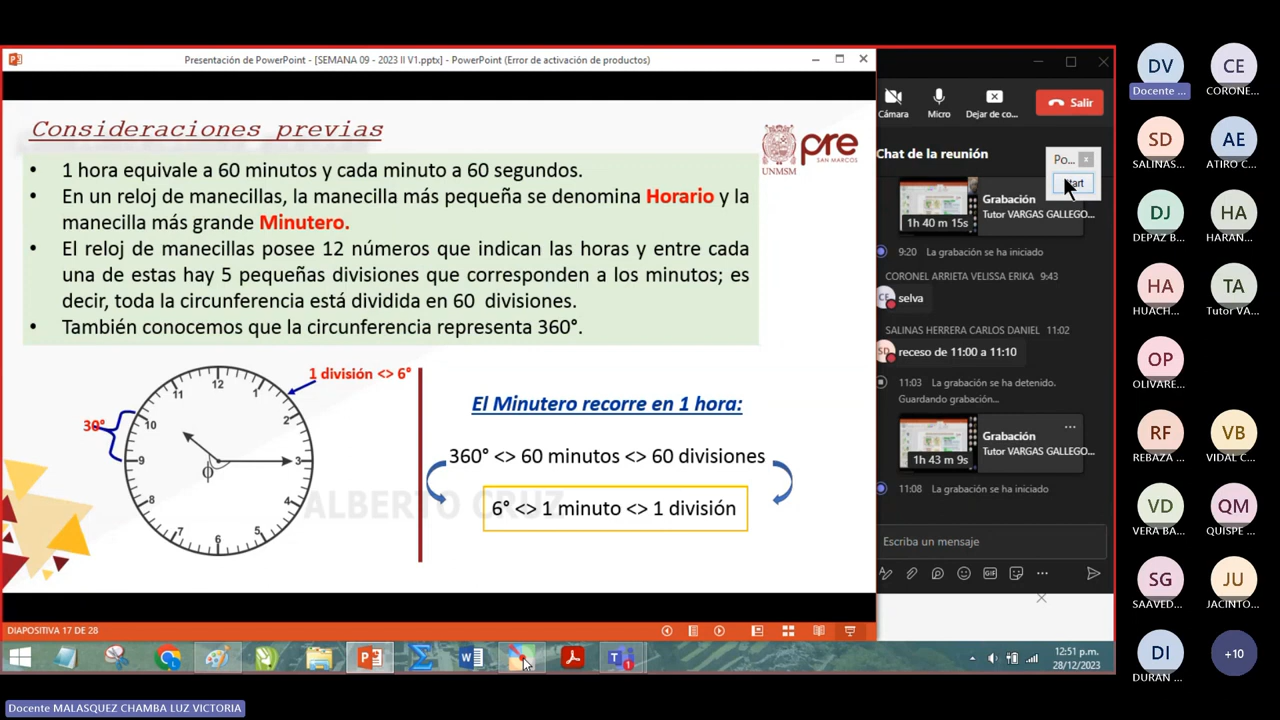 Presentación de PowerPoint - [SEMANA 09 - 2023 II V1.pptx] - PowerPoint (Error de activación de productos)
Consideraciones previas
UNMSM
pre
SAN MARCOS
• 1 hora equivale a 60 minutos y cada minuto a 60 segundos.
• En un reloj de manecillas, la manecilla más pequeña se denomina Horario y la
manecilla más grande Minutero.
• El reloj de manecillas posee 12 números que indican las horas y entre cada
una de estas hay 5 pequeñas divisiones que corresponden a los minutos; es
decir, toda la circunferencia está dividida en 60 divisiones.
• También conocemos que la circunferencia representa 360°.
1 división <> 6°
30°
12
1
2
3
4
5
6
7
8
9
10
11
ϕ
ALBERTO CRUZ
El Minutero recorre en 1 hora:
360° <> 60 minutos <> 60 divisiones
6° <> 1 minuto <> 1 división
DIAPOSITIVA 17 DE 28
Cámara
Micro
Dejar de co...
Salir
Chat de la reunión
Po...
Grabación
Tutor VARGAS GALLEGO...
1h 40 m 15s
9:20 La grabación se ha iniciado
CORONEL ARRIETA VELISSA ERIKA 9:43
selva
SALINAS HERRERA CARLOS DANIEL 11:02
SD
receso de 11:00 a 11:10
11:03 La grabación se ha detenido.
Guardando grabación...
Grabación
Tutor VARGAS GALLEGO...
1h 43 m 9s
11:08 La grabación se ha iniciado
Escriba un mensaje
GIF
12:51 p.m.
28/12/2023
DV
Docente ...
CE
CORONE...
SD
SALINAS...
AE
ATIRO C...
DJ
DEPAZ B...
HA
HARAN...
HA
HUACH...
TA
Tutor VA...
OP
OLIVARE...
RF
REBAZA ...
VB
VIDAL C...
VD
VERA BA...
QM
QUISPE ...
SG
SAAVED...
JU
JACINTO...
DI
DURAN ...
+10
Docente MALASQUEZ CHAMBA LUZ VICTORIA